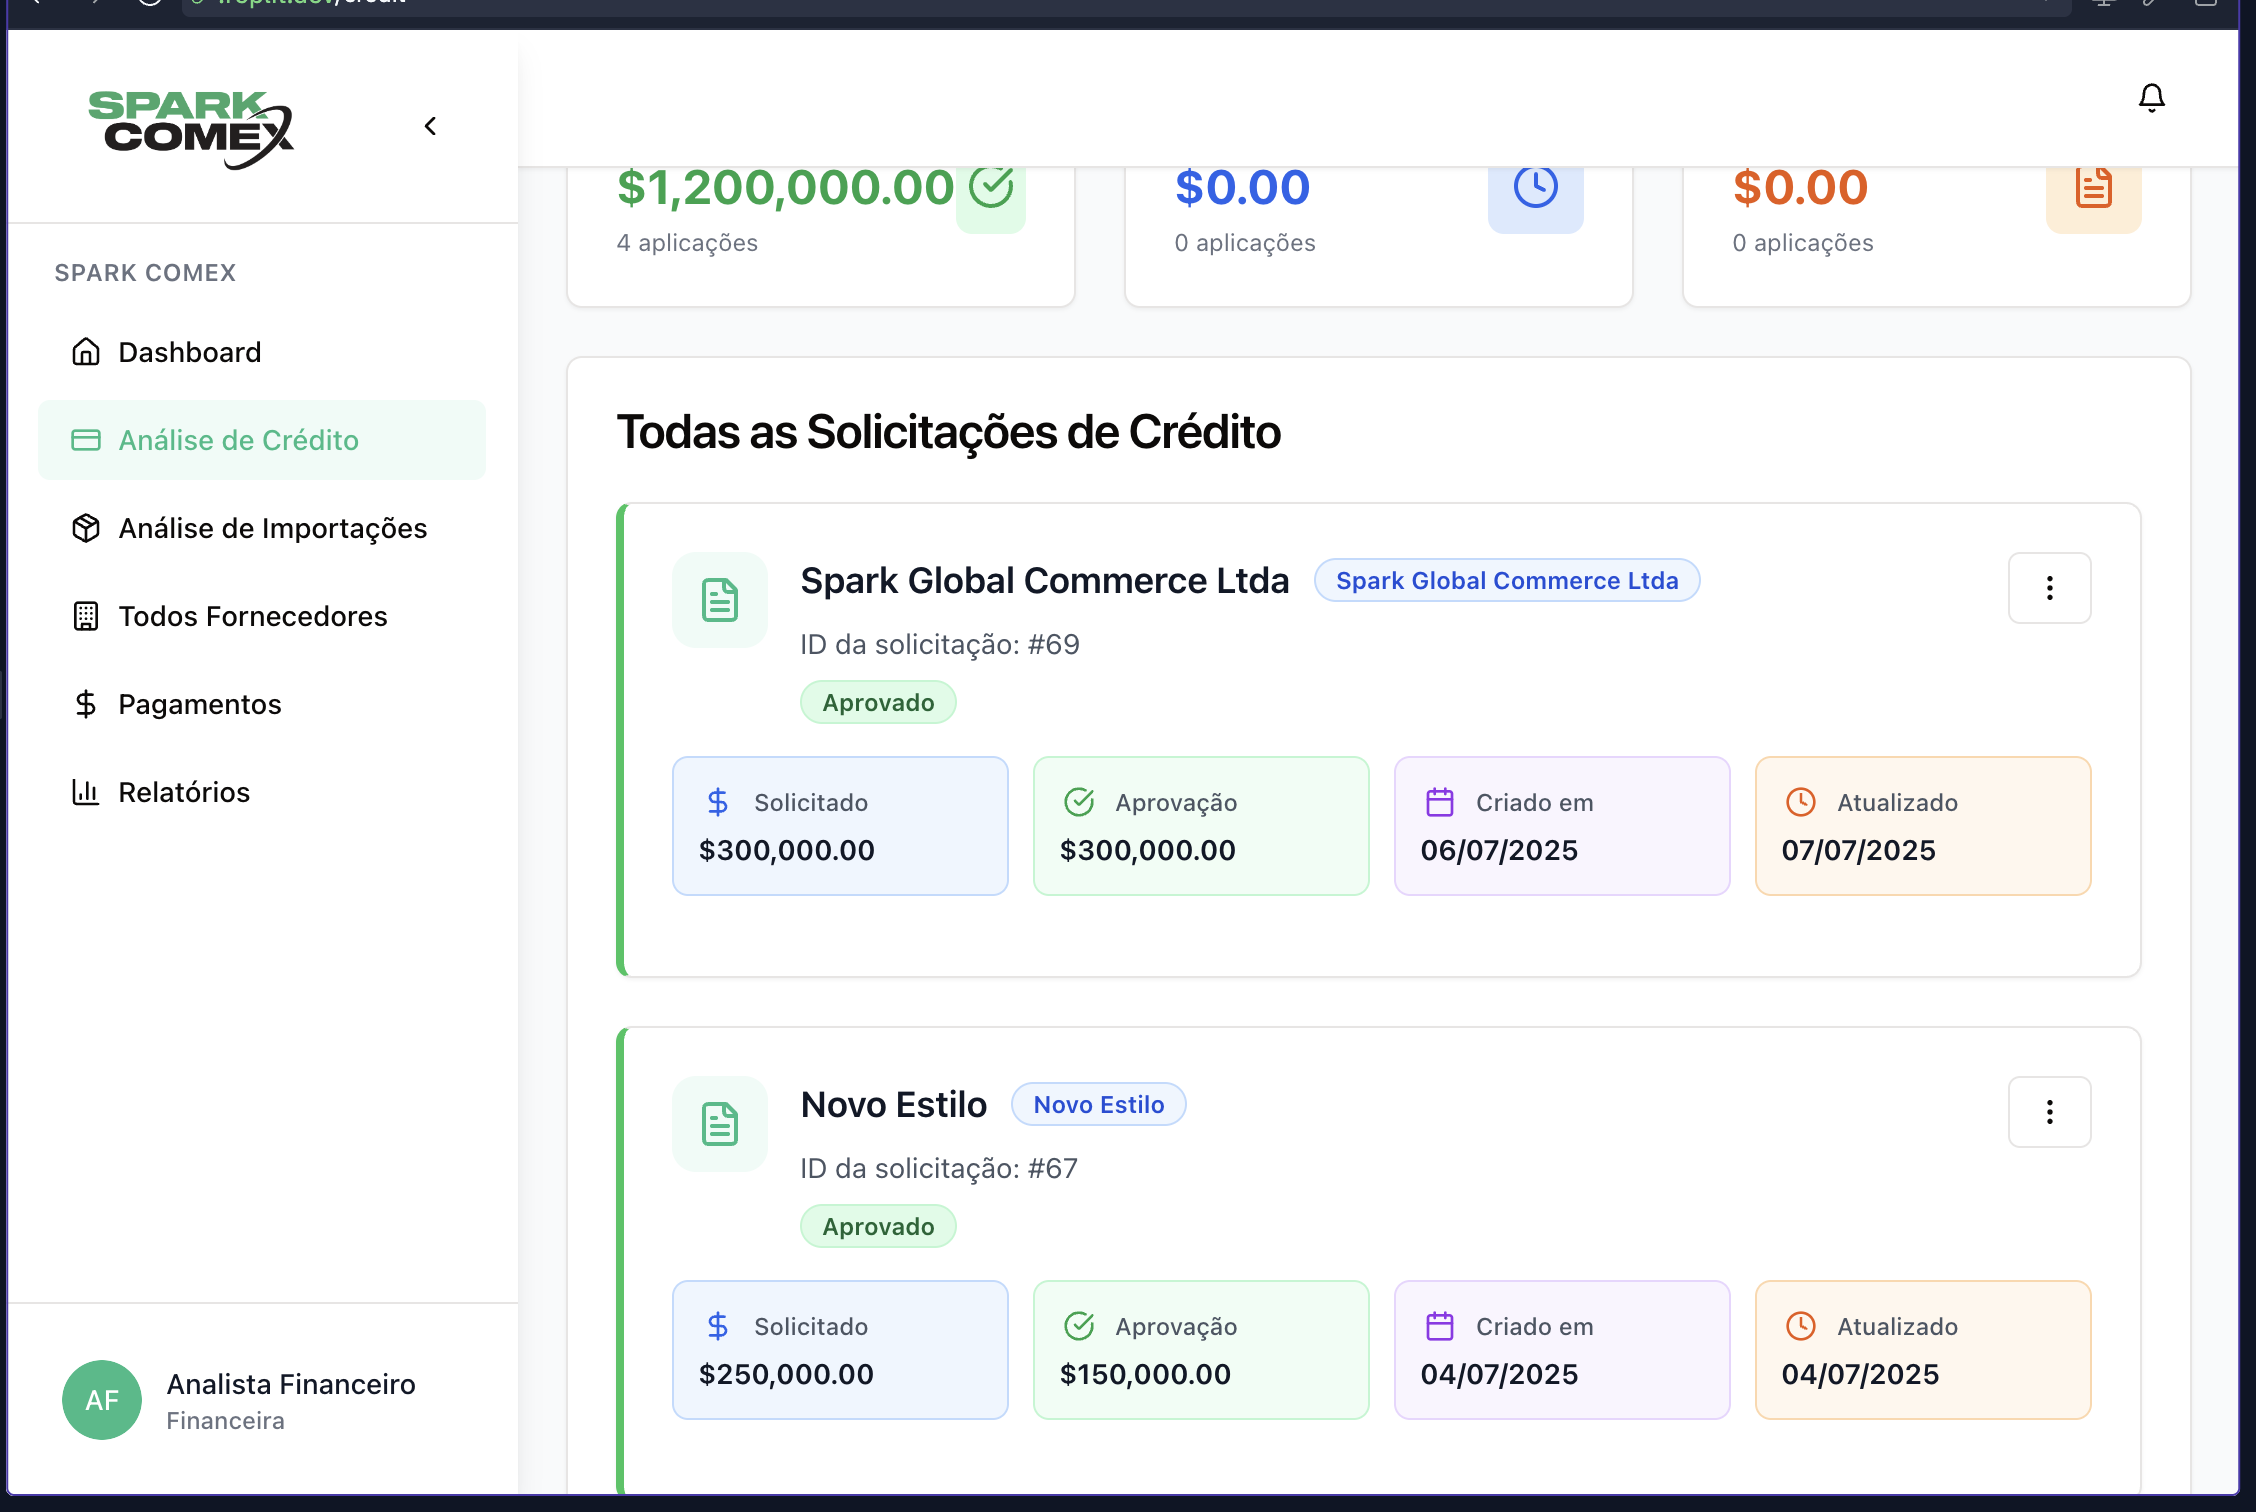 SPARK
COMEX
SPARK COMEX
Dashboard
Análise de Crédito
Análise de Importações
Todos Fornecedores
Pagamentos
Relatórios
AF
Analista Financeiro
Financeira
$1,200,000.00
4 aplicações
$0.00
0 aplicações
$0.00
0 aplicações
Todas as Solicitações de Crédito
Spark Global Commerce Ltda
Spark Global Commerce Ltda
ID da solicitação: #69
Aprovado
Solicitado
$300,000.00
Aprovação
$300,000.00
Criado em
06/07/2025
Atualizado
07/07/2025
Novo Estilo
Novo Estilo
ID da solicitação: #67
Aprovado
Solicitado
$250,000.00
Aprovação
$150,000.00
Criado em
04/07/2025
Atualizado
04/07/2025